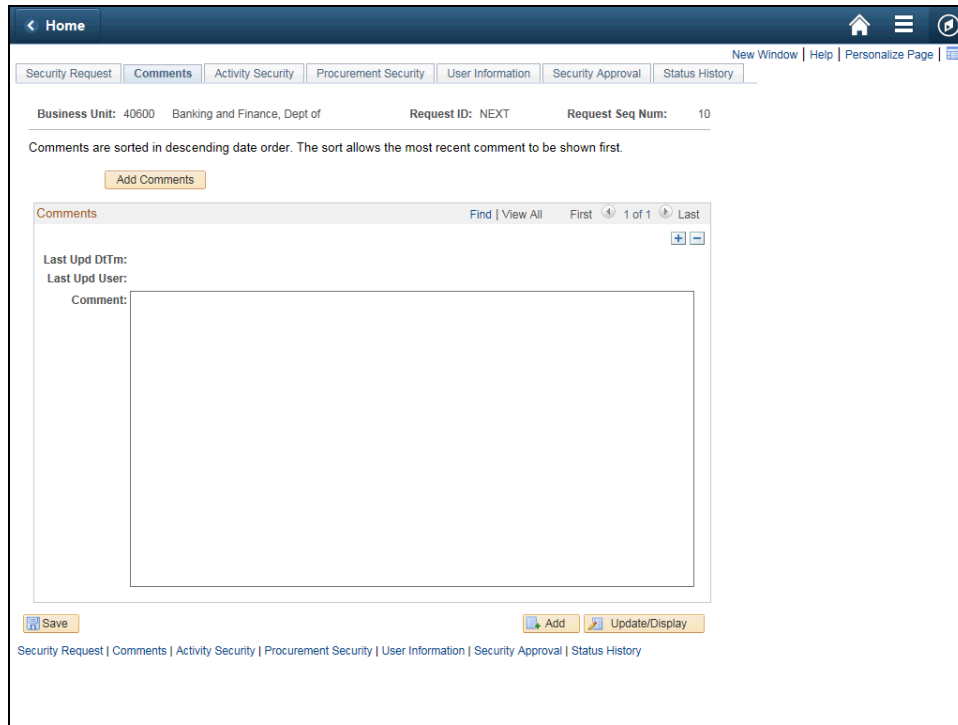 Home
New Window | Help | Personalize Page |
Security Request Comments Activity Security Procurement Security User Information Security Approval Status History
Business Unit: 40600 Banking and Finance, Dept of Request ID: NEXT Request Seq Num: 10
Comments are sorted in descending date order. The sort allows the most recent comment to be shown first.
Add Comments
Comments Find | View All First 1 of 1 Last
Last Upd DtTm:
Last Upd User:
Comment:
Save Add Update/Display
Security Request | Comments | Activity Security | Procurement Security | User Information | Security Approval | Status History